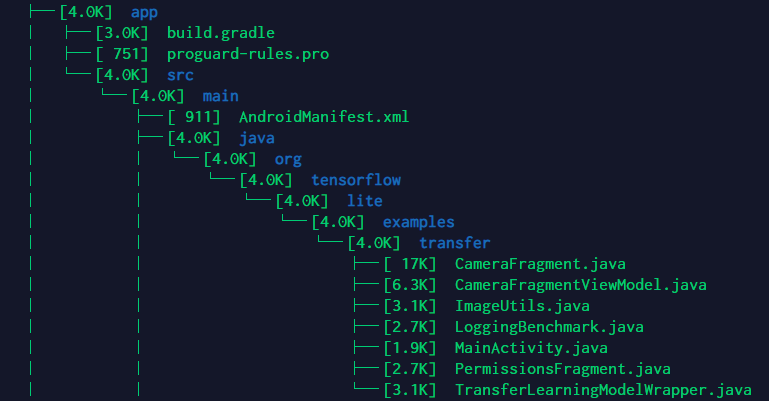 ├── [4.0K]  app
│   ├── [3.0K]  build.gradle
│   ├── [ 751]  proguard-rules.pro
│   └── [4.0K]  src
│       └── [4.0K]  main
│           ├── [ 911]  AndroidManifest.xml
│           ├── [4.0K]  java
│           │   └── [4.0K]  org
│           │       └── [4.0K]  tensorflow
│           │           └── [4.0K]  lite
│           │               └── [4.0K]  examples
│           │                   └── [4.0K]  transfer
│           │                       ├── [ 17K]  CameraFragment.java
│           │                       ├── [6.3K]  CameraFragmentViewModel.java
│           │                       ├── [3.1K]  ImageUtils.java
│           │                       ├── [2.7K]  LoggingBenchmark.java
│           │                       ├── [1.9K]  MainActivity.java
│           │                       ├── [2.7K]  PermissionsFragment.java
│           │                       └── [3.1K]  TransferLearningModelWrapper.java